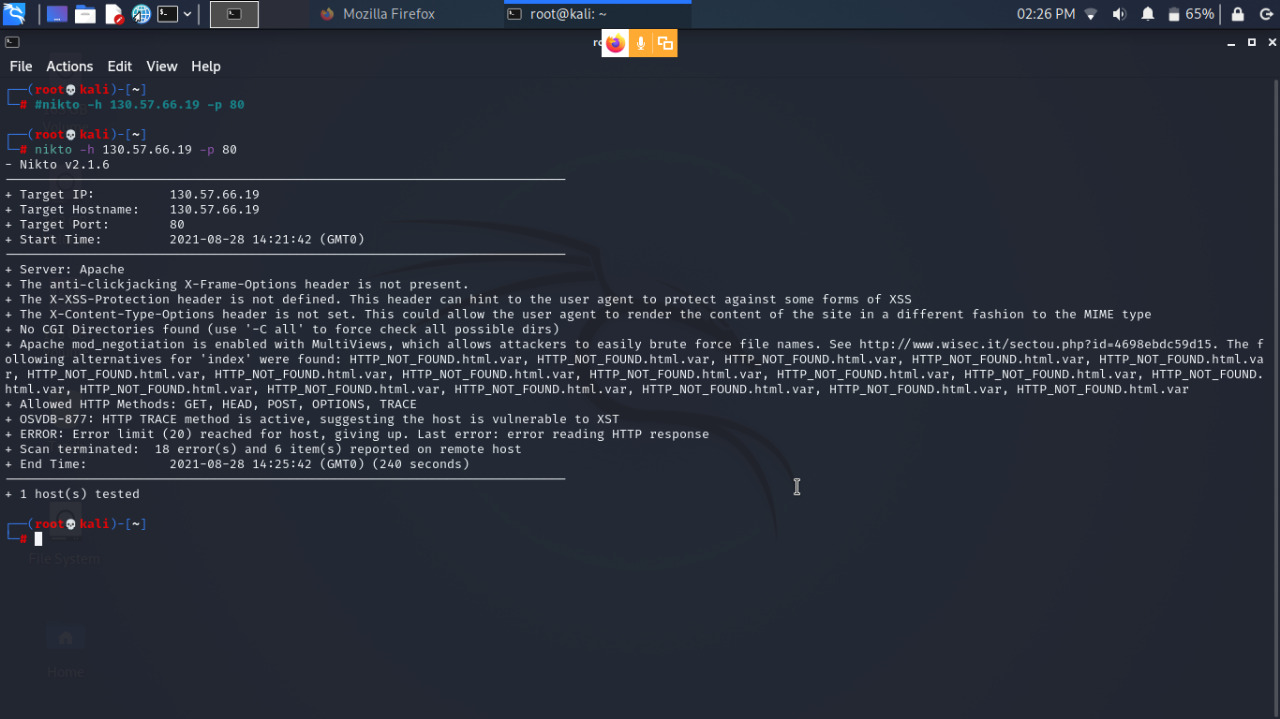 Mozilla Firefox
root@kali: ~
02:26 PM
65%
File Actions Edit View Help
(root💀kali)-[~]
# #nikto -h 130.57.66.19 -p 80
(root💀kali)-[~]
# nikto -h 130.57.66.19 -p 80
- Nikto v2.1.6
+ Target IP: 130.57.66.19
+ Target Hostname: 130.57.66.19
+ Target Port: 80
+ Start Time: 2021-08-28 14:21:42 (GMT0)
+ Server: Apache
+ The anti-clickjacking X-Frame-Options header is not present.
+ The X-XSS-Protection header is not defined. This header can hint to the user agent to protect against some forms of XSS
+ The X-Content-Type-Options header is not set. This could allow the user agent to render the content of the site in a different fashion to the MIME type
+ No CGI Directories found (use '-C all' to force check all possible dirs)
+ Apache mod_negotiation is enabled with MultiViews, which allows attackers to easily brute force file names. See http://www.wisec.it/sectou.php?id=4698ebdc59d15. The f
ollowing alternatives for 'index' were found: HTTP_NOT_FOUND.html.var, HTTP_NOT_FOUND.html.var, HTTP_NOT_FOUND.html.var, HTTP_NOT_FOUND.html.var, HTTP_NOT_FOUND.html.va
r, HTTP_NOT_FOUND.html.var, HTTP_NOT_FOUND.html.var, HTTP_NOT_FOUND.html.var, HTTP_NOT_FOUND.html.var, HTTP_NOT_FOUND.html.var, HTTP_NOT_FOUND.html.var, HTTP_NOT_FOUND.
html.var, HTTP_NOT_FOUND.html.var, HTTP_NOT_FOUND.html.var, HTTP_NOT_FOUND.html.var, HTTP_NOT_FOUND.html.var, HTTP_NOT_FOUND.html.var, HTTP_NOT_FOUND.html.var
+ Allowed HTTP Methods: GET, HEAD, POST, OPTIONS, TRACE
+ OSVDB-877: HTTP TRACE method is active, suggesting the host is vulnerable to XST
+ ERROR: Error limit (20) reached for host, giving up. Last error: error reading HTTP response
+ Scan terminated: 18 error(s) and 6 item(s) reported on remote host
+ End Time: 2021-08-28 14:25:42 (GMT0) (240 seconds)
+ 1 host(s) tested
(root💀kali)-[~]
#
File System
Home